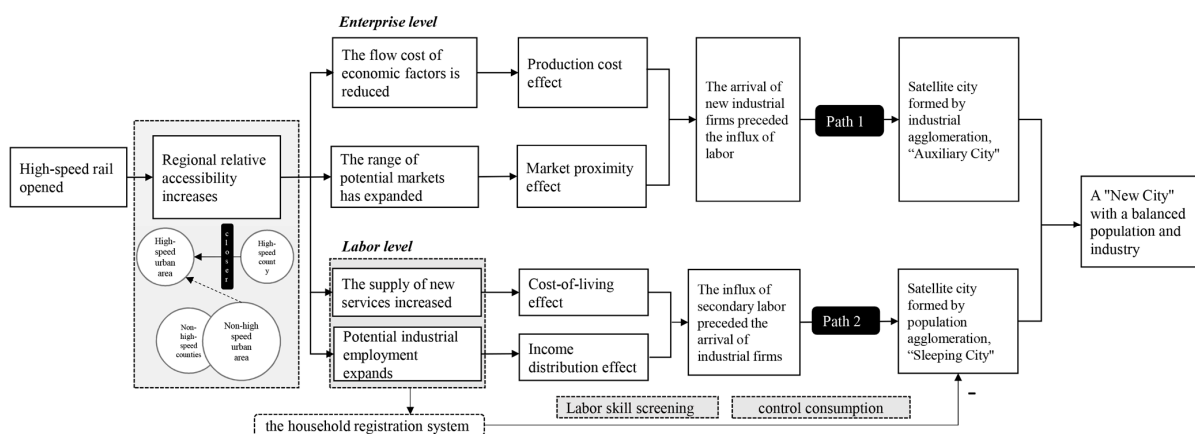 Enterprise level
The flow cost of
economic factors is
reduced
Production cost
effect
The arrival of
new industrial
firms preceded
the influx of
labor
Path 1
Satellite city
formed by
industrial
agglomeration,
“Auxiliary City"
High-speed rail
opened
Regional relative
accessibility
increases
The range of
potential markets
has expanded
Market proximity
effect
A "New City"
with a balanced
population and
industry
High-
speed
urban
area
closer
High-
speed
count
y
Non-
high-
speed
counties
Non-high
speed
urban
area
Labor level
The supply of new
services increased
Cost-of-living
effect
Potential industrial
employment
expands
Income
distribution effect
The influx of
secondary labor
preceded the
arrival of
industrial firms
Path 2
Satellite city
formed by
population
agglomeration,
“Sleeping City"
Labor skill screening
control consumption
-
the household registration system